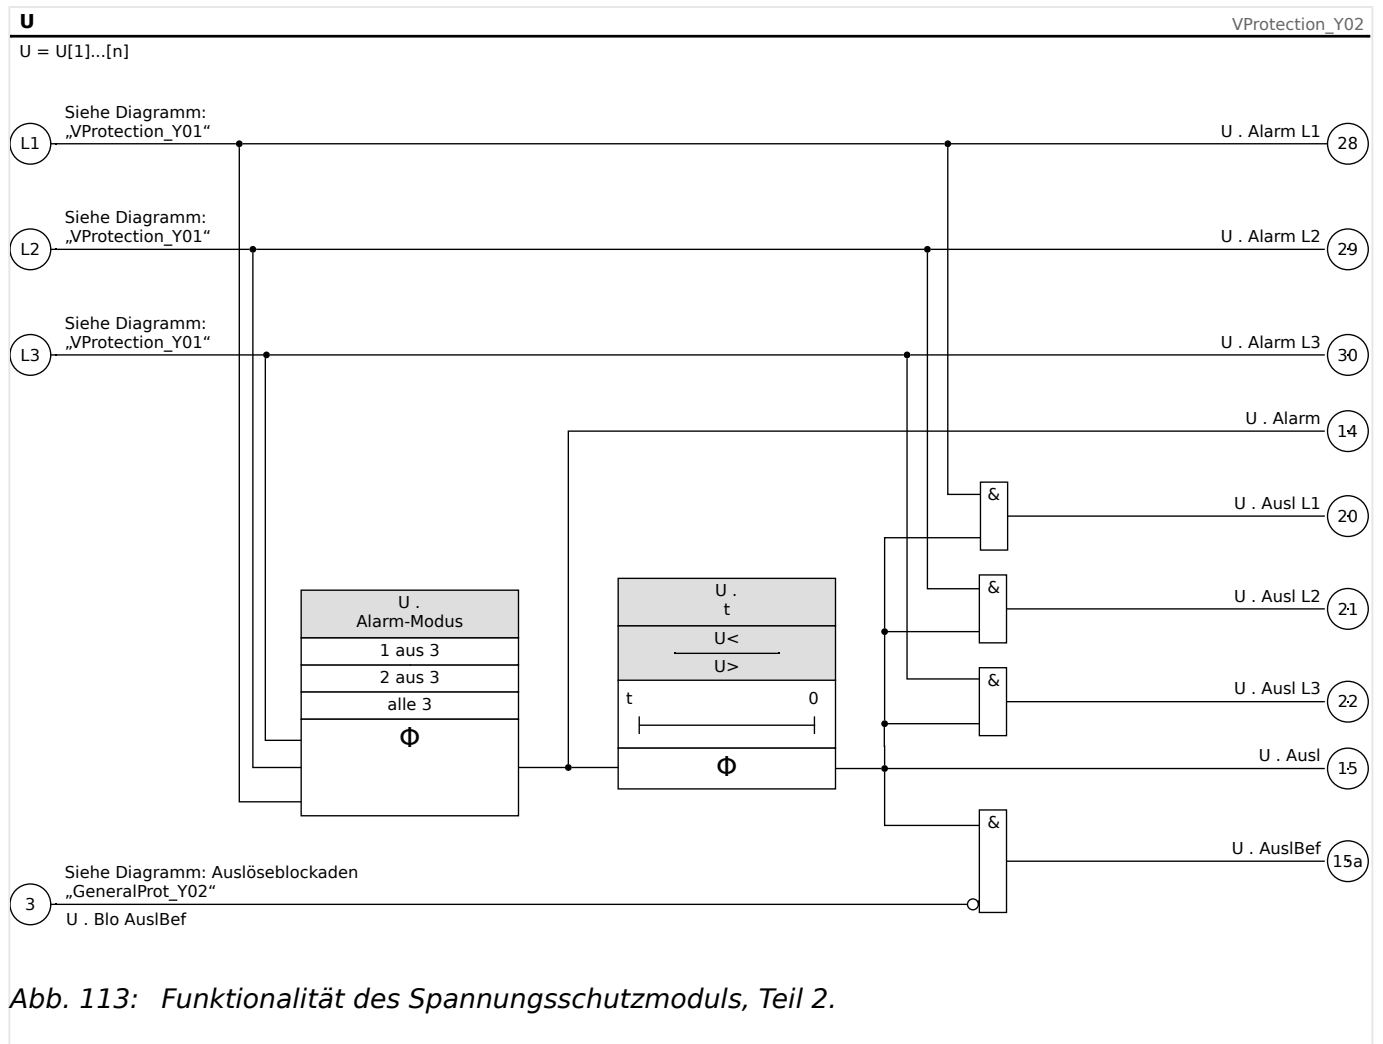 U
VProtection_Y02
U = U[1]...[n]
Siehe Diagramm:
„VProtection_Y01“
L1
U . Alarm L1
28
Siehe Diagramm:
„VProtection_Y01“
L2
U . Alarm L2
29
Siehe Diagramm:
„VProtection_Y01“
L3
U . Alarm L3
30
U . Alarm
14
&
U . Ausl L1
20
&
U . Ausl L2
21
&
U . Ausl L3
22
U .
Alarm-Modus
1 aus 3
2 aus 3
alle 3
Φ
U .
t
U<
U>
t 0
Φ
U . Ausl
15
&
U . AuslBef
15a
Siehe Diagramm: Auslöseblockaden
„GeneralProt_Y02“
3
U . Blo AuslBef
Abb. 113: Funktionalität des Spannungsschutzmoduls, Teil 2.